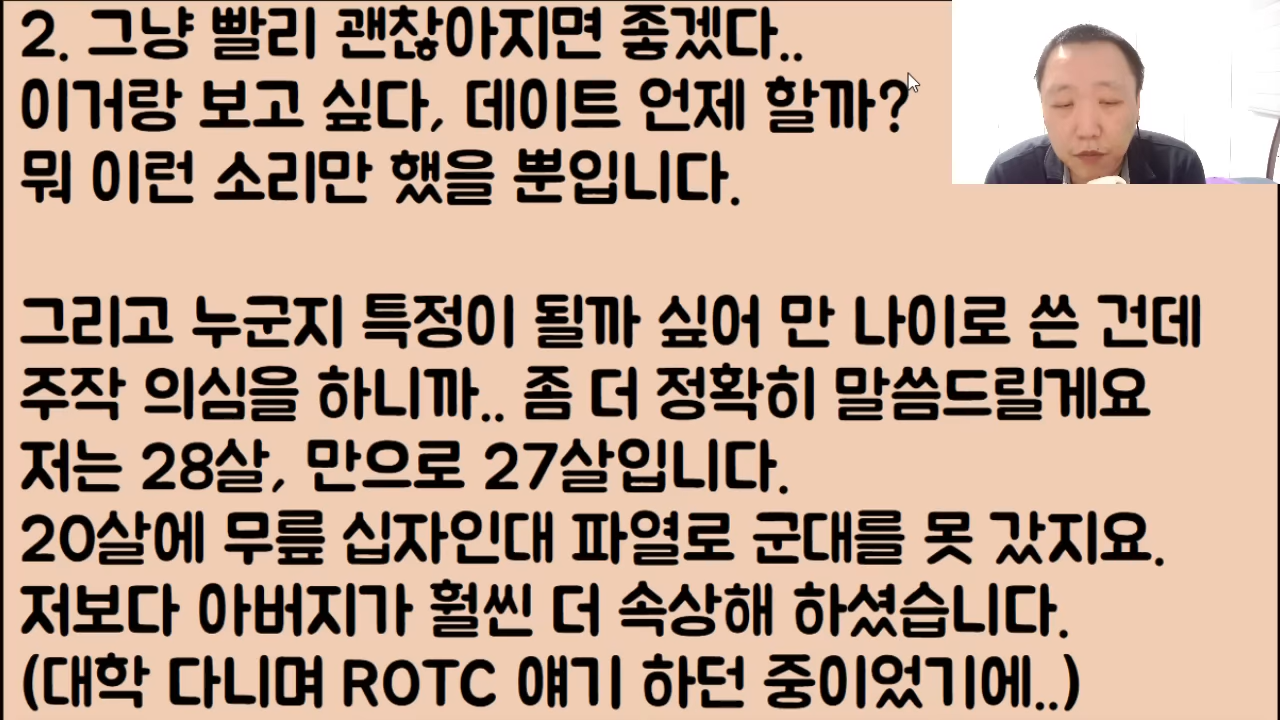 2. 그냥 빨리 괜찮아지면 좋겠다..
이거랑 보고 싶다, 데이트 언제 할까?
뭐 이런 소리만 했을 뿐입니다.
그리고 누군지 특정이 될까 싶어 만 나이로 쓴 건데
주작 의심을 하니까.. 좀 더 정확히 말씀드릴게요
저는 28살, 만으로 27살입니다.
20살에 무릎 십자인대 파열로 군대를 못 갔지요.
저보다 아버지가 훨씬 더 속상해 하셨습니다.
(대학 다니며 ROTC 얘기 하던 중이었기에..)